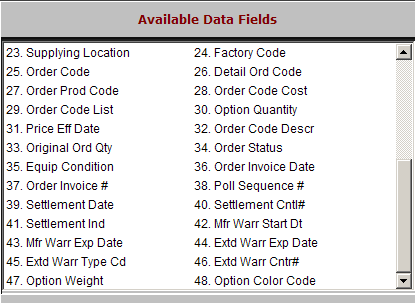 Available Data Fields
23. Supplying Location 24. Factory Code
25. Order Code 26. Detail Ord Code
27. Order Prod Code 28. Order Code Cost
29. Order Code List 30. Option Quantity
31. Price Eff Date 32. Order Code Descr
33. Original Ord Qty 34. Order Status
35. Equip Condition 36. Order Invoice Date
37. Order Invoice # 38. Poll Sequence #
39. Settlement Date 40. Settlement Cntl#
41. Settlement Ind 42. Mfr Warr Start Dt
43. Mfr Warr Exp Date 44. Extd Warr Exp Date
45. Extd Warr Type Cd 46. Extd Warr Cntr#
47. Option Weight 48. Option Color Code